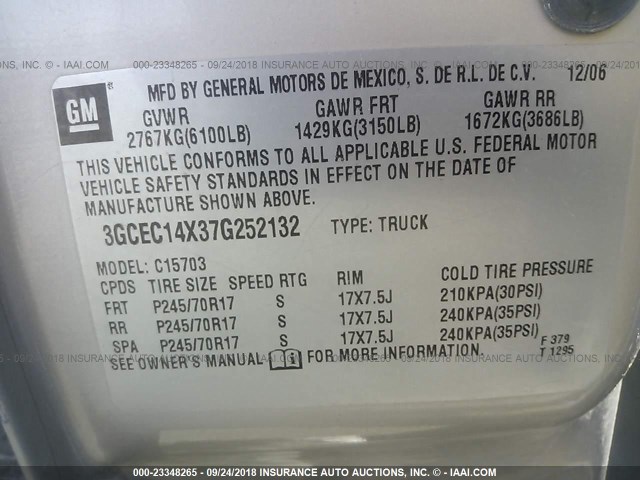 © - IAAI.com 000-23348265 - 09/24/2018 INSURANCE AUTO AUCTIONS, INC. - © - IAAI.COM
GM
MFD BY GENERAL MOTORS DE MEXICO, S. DE R.L. DE C.V. 12/06
GVWR GAWR FRT GAWR RR
2767KG(6100LB) 1429KG(3150LB) 1672KG(3686LB)
THIS VEHICLE CONFORMS TO ALL APPLICABLE U.S. FEDERAL MOTOR
VEHICLE SAFETY STANDARDS IN EFFECT ON THE DATE OF
MANUFACTURE SHOWN ABOVE.
3GCEC14X37G252132 TYPE: TRUCK
MODEL: C15703
CPDS TIRE SIZE SPEED RTG RIM COLD TIRE PRESSURE
FRT P245/70R17 S 17X7.5J 210KPA(30PSI)
RR P245/70R17 S 17X7.5J 240KPA(35PSI)
SPA P245/70R17 S 17X7.5J 240KPA(35PSI)
SEE OWNER'S MANUAL FOR MORE INFORMATION.
F 379
T 1295
000-23348265 - 09/24/2018 INSURANCE AUTO AUCTIONS, INC. - © - IAAI.COM